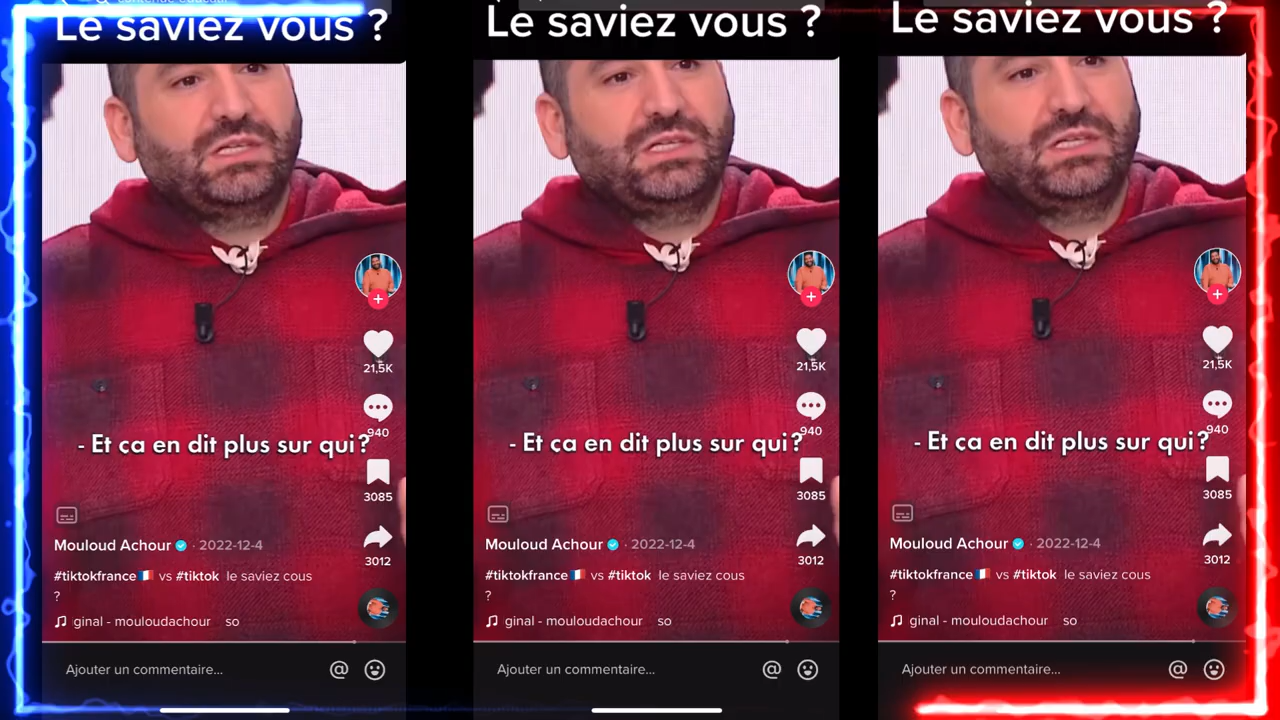 contenue éducatif
Le saviez vous ?
- Et ça en dit plus sur qui?
21,5K
940
3085
3012
Mouloud Achour · 2022-12-4
#tiktokfrance🇫🇷 vs #tiktok le saviez cous
?
ginal - mouloudachour so
Ajouter un commentaire...
Le saviez vous ?
- Et ça en dit plus sur qui?
21,5K
940
3085
3012
Mouloud Achour · 2022-12-4
#tiktokfrance🇫🇷 vs #tiktok le saviez cous
?
ginal - mouloudachour so
Ajouter un commentaire...
Le saviez vous ?
- Et ça en dit plus sur qui?
21,5K
940
3085
3012
Mouloud Achour · 2022-12-4
#tiktokfrance🇫🇷 vs #tiktok le saviez cous
?
ginal - mouloudachour so
Ajouter un commentaire...